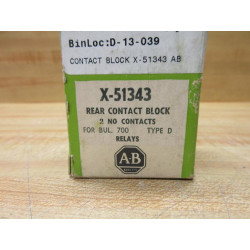 BinLoc:D-13-039
CONTACT BLOCK X-51343 AB
X-51343
REAR CONTACT BLOCK
2 NO CONTACTS
FOR BUL. 700 TYPE D
RELAYS
A-B